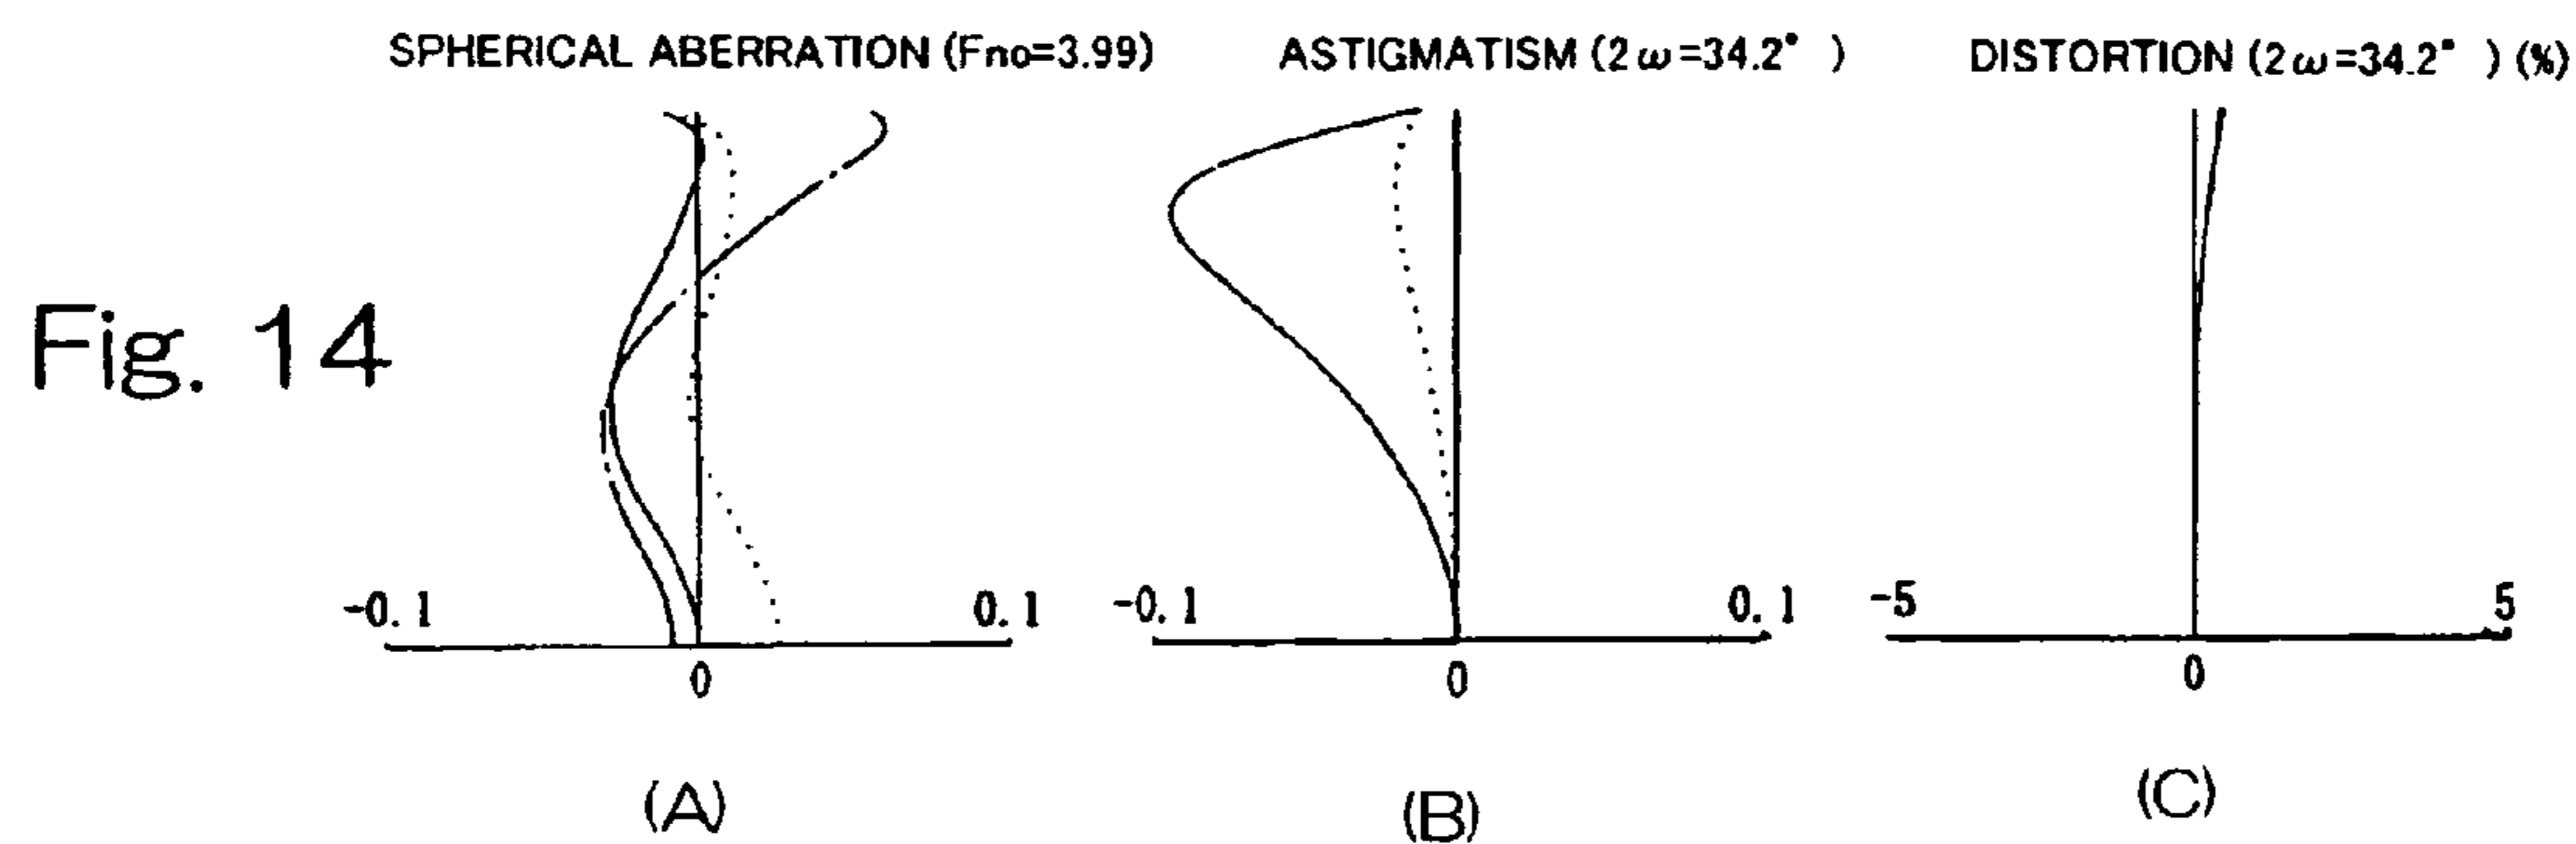 SPHERICAL ABERRATION (Fno=3.99)
ASTIGMATISM (2ω=34.2° )
DISTORTION (2ω=34.2° ) (%)
Fig. 14
-0.1
0.1
0
-0.1
0.1
0
-5
5
0
(A)
(B)
(C)